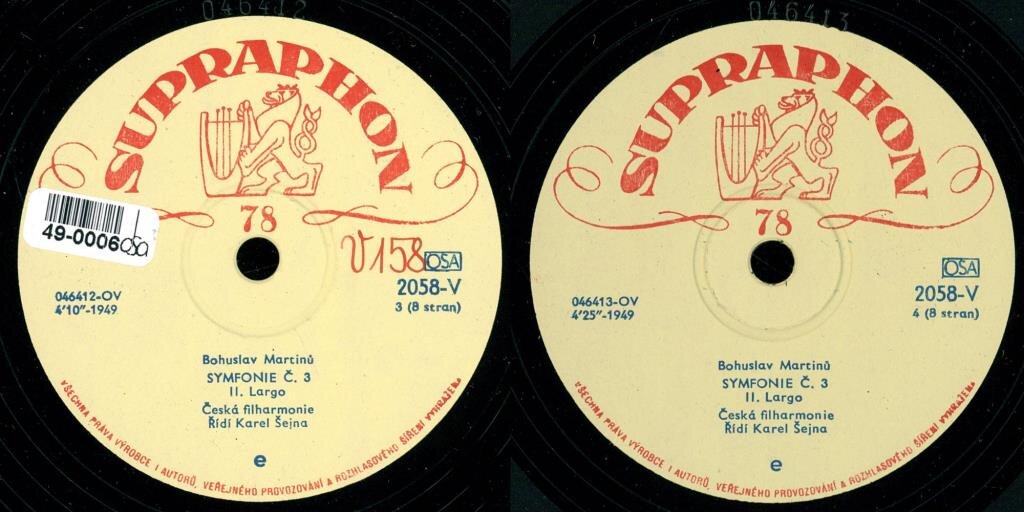 046412
SUPRAPHON
78
49-0006
V158
OSA
2058-V
3 (8 stran)
046412-OV
4'10"-1949
Bohuslav Martinů
SYMFONIE Č. 3
II. Largo
Česká filharmonie
Řídí Karel Šejna
e
VŠECHNA PRÁVA VÝROBCE I AUTORŮ, VEŘEJNÉHO PROVOZOVÁNÍ A ROZHLASOVÉHO ŠÍŘENÍ VYHRAZENA
046413
SUPRAPHON
78
OSA
2058-V
4 (8 stran)
046413-OV
4'25"-1949
Bohuslav Martinů
SYMFONIE Č. 3
II. Largo
Česká filharmonie
Řídí Karel Šejna
e
VŠECHNA PRÁVA VÝROBCE I AUTORŮ, VEŘEJNÉHO PROVOZOVÁNÍ A ROZHLASOVÉHO ŠÍŘENÍ VYHRAZENA